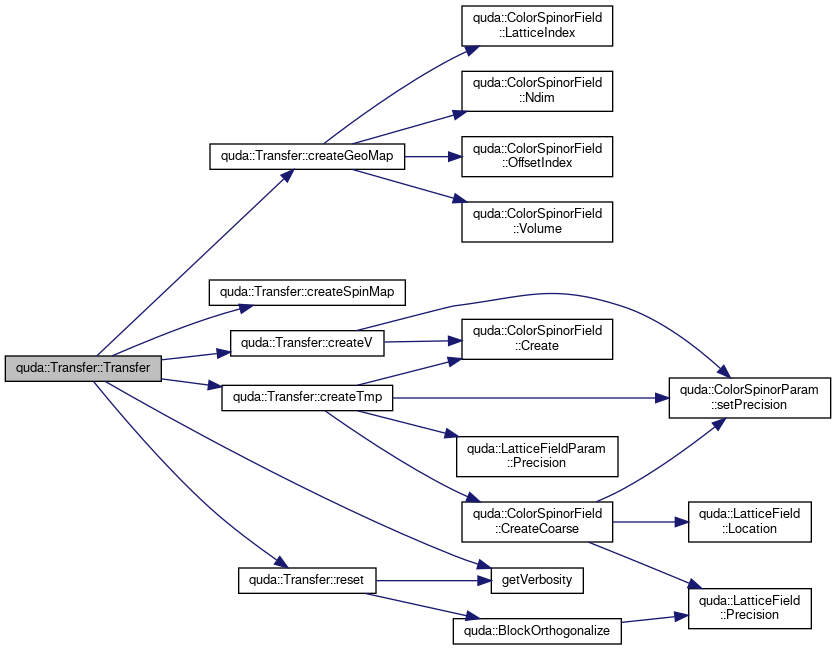 quda::ColorSpinorField
::LatticeIndex
quda::ColorSpinorField
::Ndim
quda::Transfer::createGeoMap
quda::ColorSpinorField
::OffsetIndex
quda::ColorSpinorField
::Volume
quda::Transfer::createSpinMap
quda::Transfer::createV
quda::ColorSpinorField
::Create
quda::Transfer::Transfer
quda::Transfer::createTmp
quda::ColorSpinorParam
::setPrecision
quda::LatticeFieldParam
::Precision
quda::ColorSpinorField
::CreateCoarse
quda::LatticeField
::Location
quda::Transfer::reset
getVerbosity
quda::LatticeField
::Precision
quda::BlockOrthogonalize